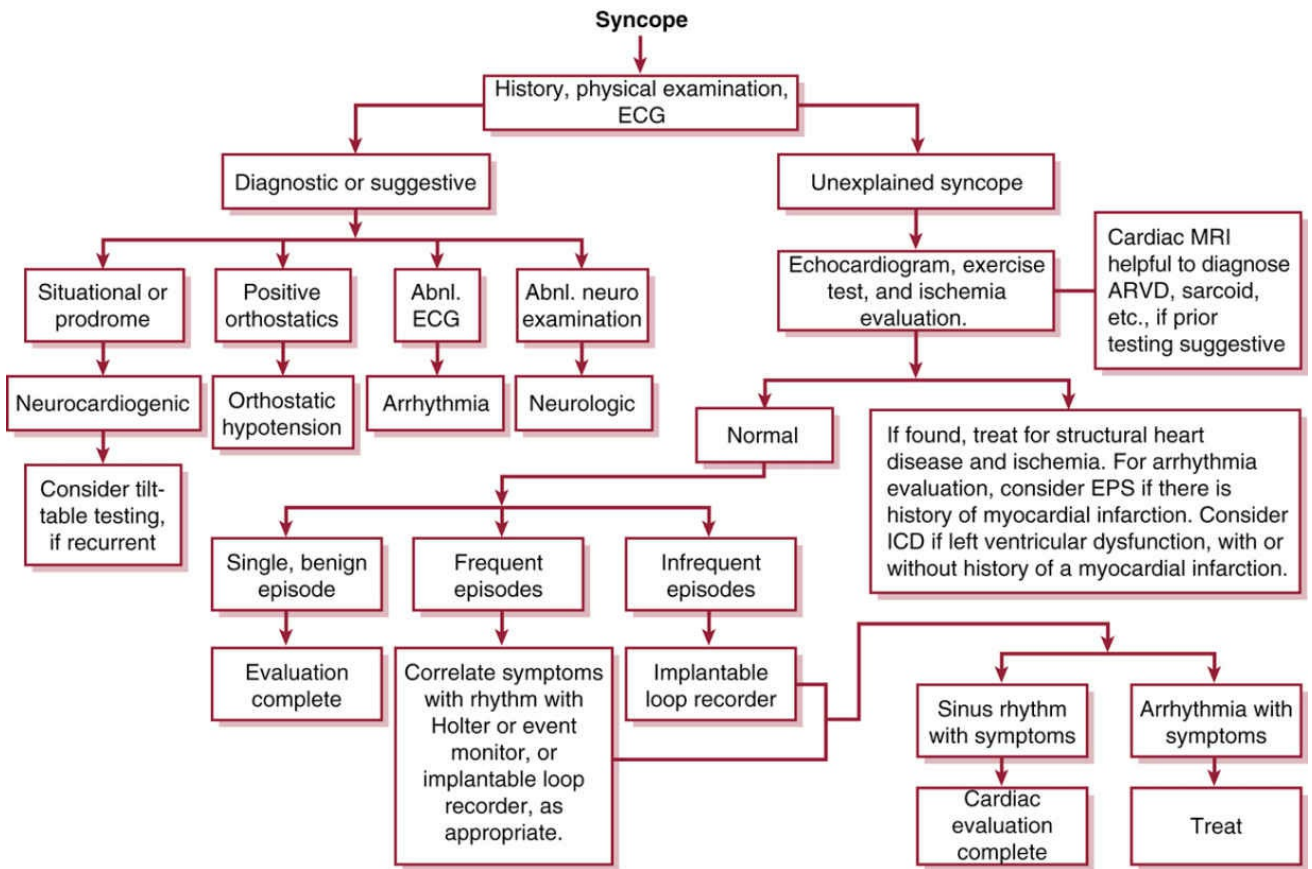 Syncope
History, physical examination,
ECG
Diagnostic or suggestive
Unexplained syncope
Situational or
prodrome
Positive
orthostatics
Abnl.
ECG
Abnl. neuro
examination
Echocardiogram, exercise
test, and ischemia
evaluation.
Cardiac MRI
helpful to diagnose
ARVD, sarcoid,
etc., if prior
testing suggestive
Neurocardiogenic
Orthostatic
hypotension
Arrhythmia
Neurologic
Consider tilt-
table testing,
if recurrent
Normal
If found, treat for structural heart
disease and ischemia. For arrhythmia
evaluation, consider EPS if there is
history of myocardial infarction. Consider
ICD if left ventricular dysfunction, with or
without history of a myocardial infarction.
Single, benign
episode
Frequent
episodes
Infrequent
episodes
Evaluation
complete
Correlate symptoms
with rhythm with
Holter or event
monitor, or
implantable loop
recorder, as
appropriate.
Implantable
loop recorder
Sinus rhythm
with symptoms
Arrhythmia with
symptoms
Cardiac
evaluation
complete
Treat